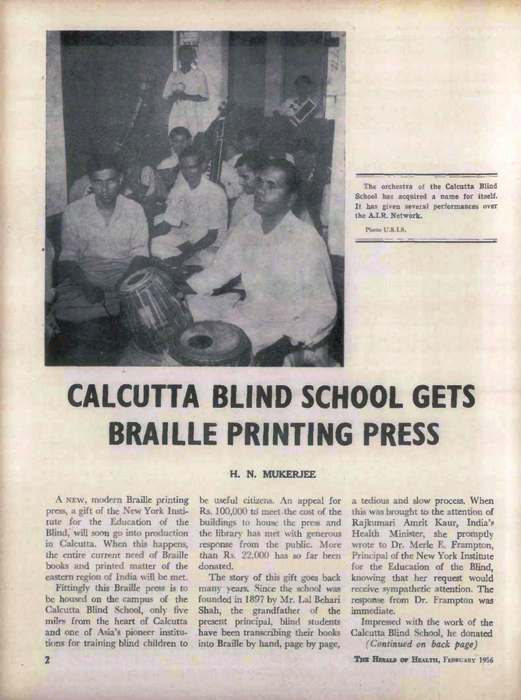 The orchestra of the Calcutta Blind
School has acquired a name for itself.
It has given several performances over
the A.I.R. Network.
Photo U.S.I.S.
CALCUTTA BLIND SCHOOL GETS
BRAILLE PRINTING PRESS
H. N. MUKERJEE
A NEW, modern Braille printing
press, a gift of the New York Insti-
tute for the Education of the
Blind, will soon go into production
in Calcutta. When this happens,
the entire current need of Braille
books and printed matter of the
eastern region of India will be met.
Fittingly this Braille press is to
be housed on the campus of the
Calcutta Blind School, only five
miles from the heart of Calcutta
and one of Asia's pioneer institu-
tions for training blind children to
be useful citizens. An appeal for
Rs. 100,000 to meet the cost of the
buildings to house the press and
the library has met with generous
response from the public. More
than Rs. 22,000 has so far been
donated.
The story of this gift goes back
many years. Since the school was
founded in 1897 by Mr. Lal Behari
Shah, the grandfather of the
present principal, blind students
have been transcribing their books
into Braille by hand, page by page,
a tedious and slow process. When
this was brought to the attention of
Rajkumari Amrit Kaur, India's
Health Minister, she promptly
wrote to Dr. Merle E. Frampton,
Principal of the New York Institute
for the Education of the Blind,
knowing that her request would
receive sympathetic attention. The
response from Dr. Frampton was
immediate.
Impressed with the work of the
Calcutta Blind School, he donated
(Continued on back page)
2
THE HERALD OF HEALTH, FEBRUARY 1956